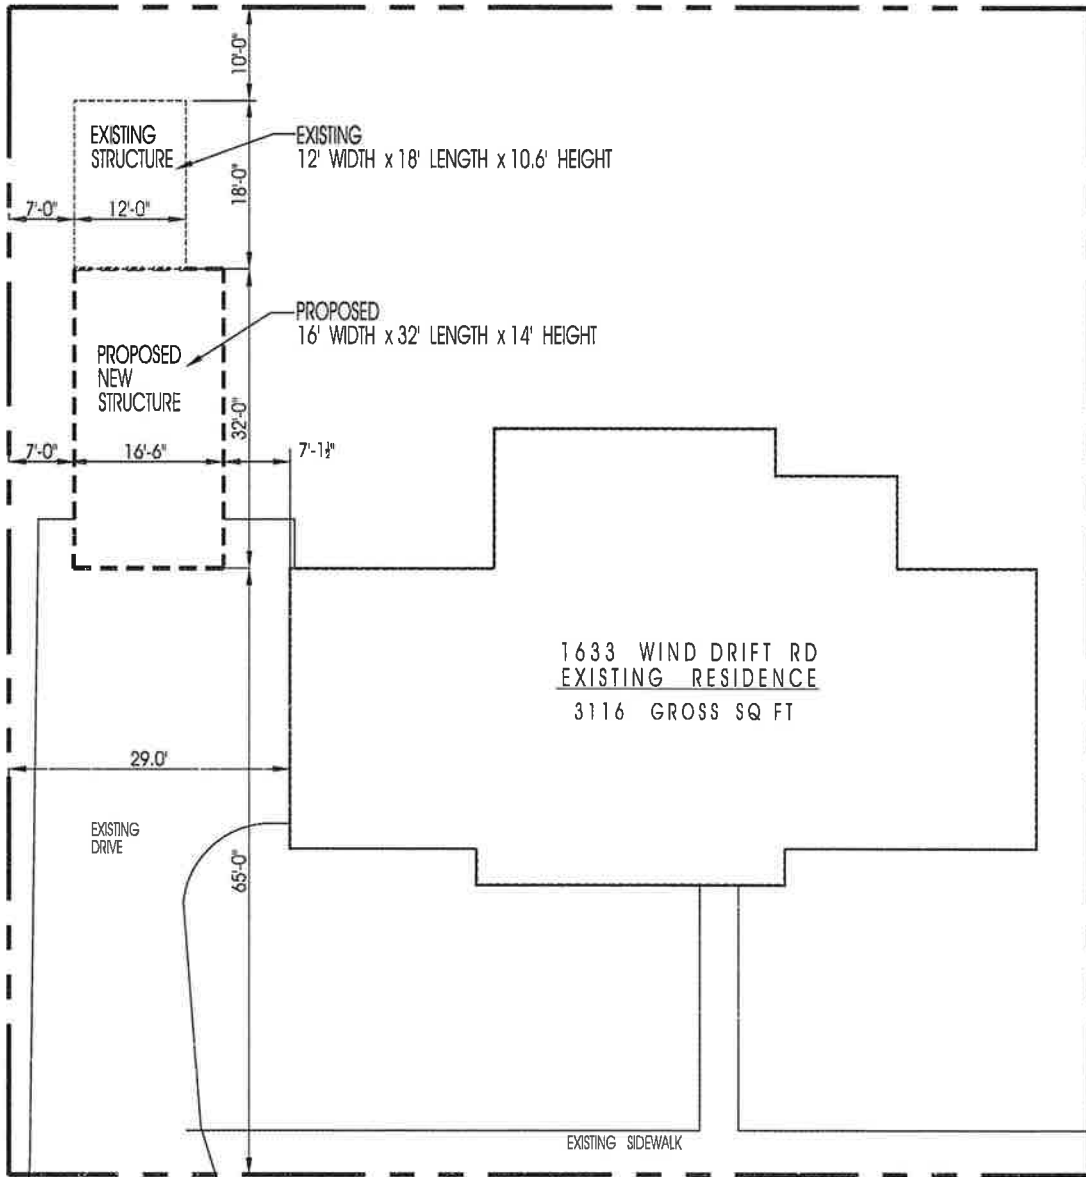 10'-0"
EXISTING
STRUCTURE
EXISTING
12' WIDTH x 18' LENGTH x 10.6' HEIGHT
18'-0"
7'-0"
12'-0"
PROPOSED
16' WIDTH x 32' LENGTH x 14' HEIGHT
PROPOSED
NEW
STRUCTURE
32'-0"
7'-0"
16'-6"
7'-1½"
1633 WIND DRIFT RD
EXISTING RESIDENCE
3116 GROSS SQ FT
29.0'
EXISTING
DRIVE
65'-0"
EXISTING SIDEWALK